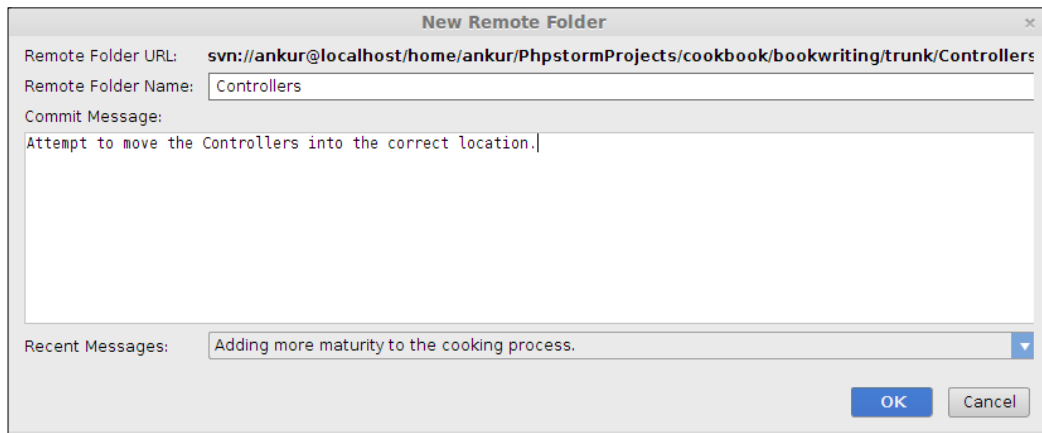 New Remote Folder
Remote Folder URL: svn://ankur@localhost/home/ankur/PhpstormProjects/cookbook/bookwriting/trunk/Controllers
Remote Folder Name: Controllers
Commit Message:
Attempt to move the Controllers into the correct location.
Recent Messages: Adding more maturity to the cooking process.
OK Cancel